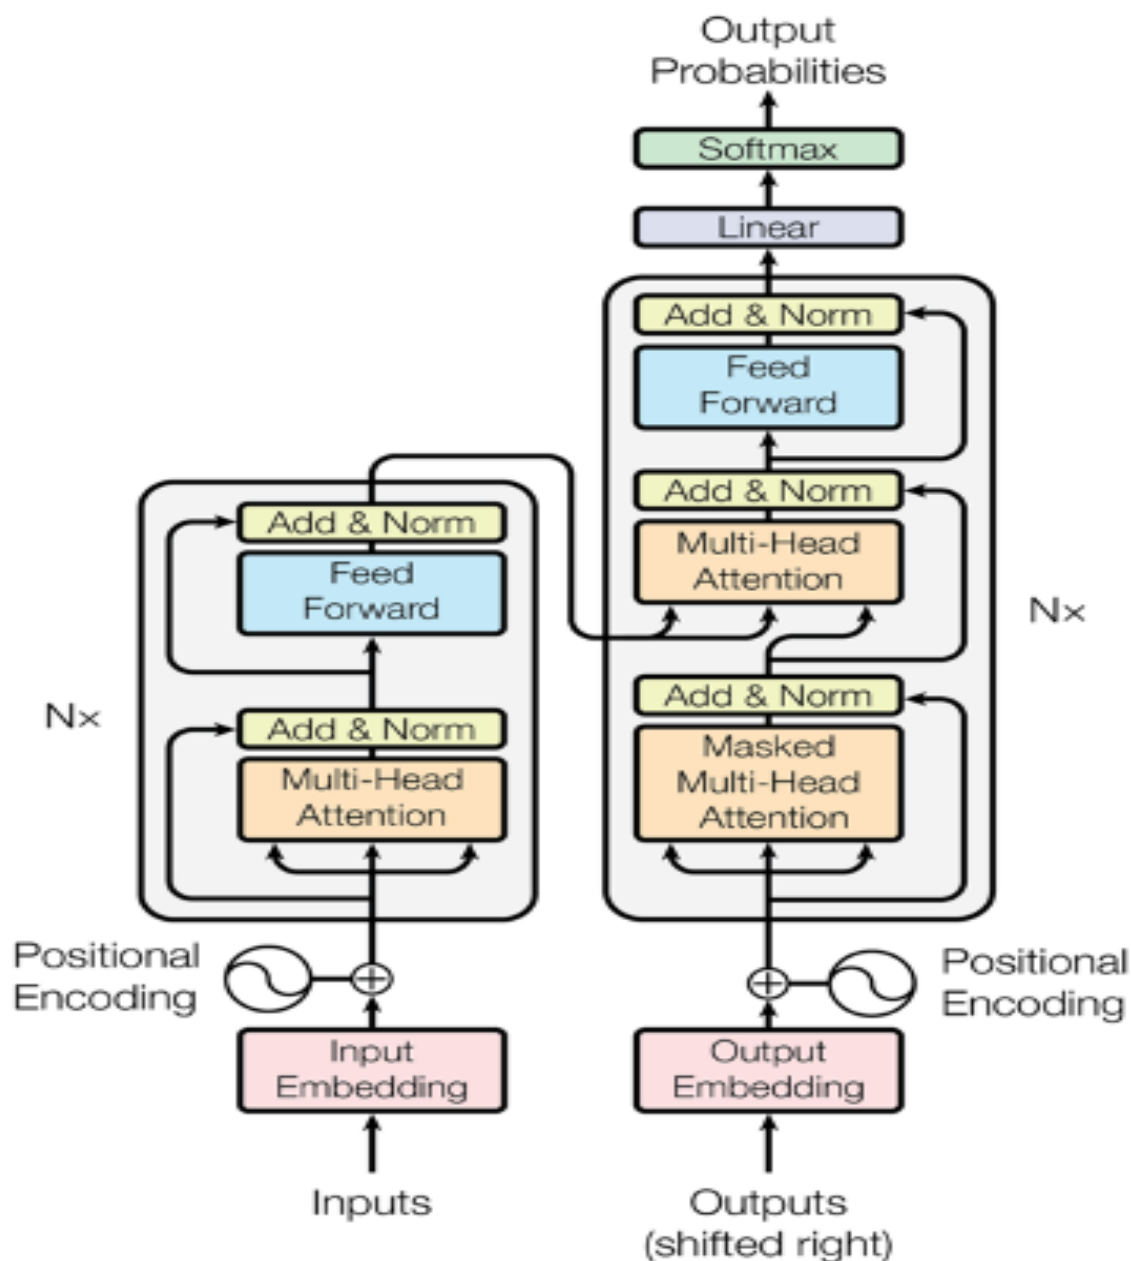 Output
Probabilities
Softmax
Linear
Add & Norm
Feed
Forward
Add & Norm
Multi-Head
Attention
Nx
Add & Norm
Masked
Multi-Head
Attention
Add & Norm
Feed
Forward
Nx
Add & Norm
Multi-Head
Attention
Positional
Encoding
Positional
Encoding
Input
Embedding
Output
Embedding
Inputs
Outputs
(shifted right)